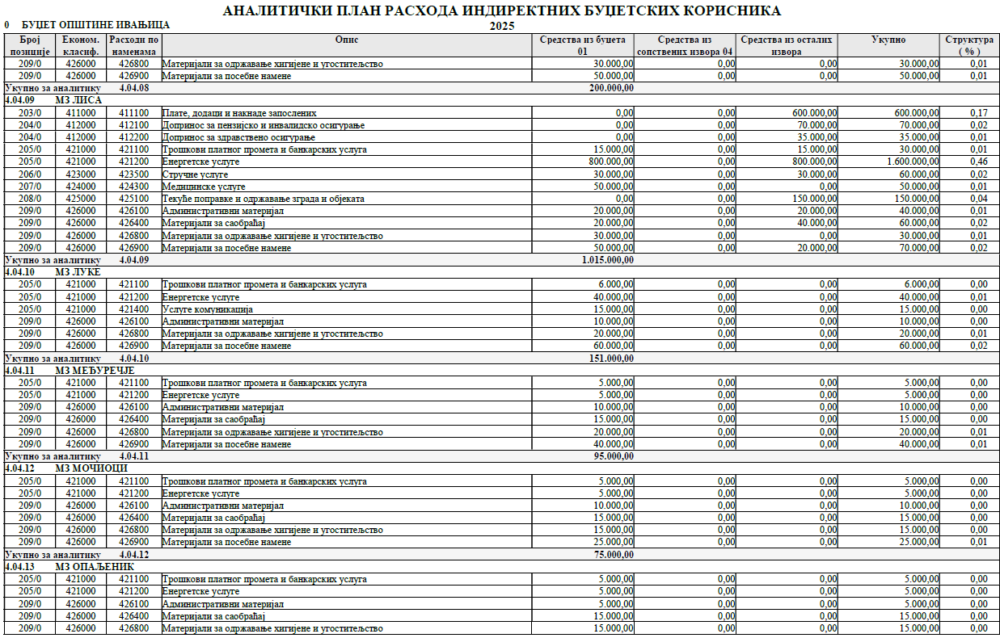 АНАЛИТИЧКИ ПЛАН РАСХОДА ИНДИРЕКТНИХ БУЏЕТСКИХ КОРИСНИКА
0 БУЏЕТ ОПШТИНЕ ИВАЊИЦА 2025
Број позиције Економ. класиф. Расходи по наменама Опис Средства из буџета 01 Средства из сопствених извора 04 Средства из осталих извора Укупно Структура ( % )
209/0 426000 426800 Материјали за одржавање хигијене и угоститељство 30.000,00 0,00 0,00 30.000,00 0,01
209/0 426000 426900 Материјали за посебне намене 50.000,00 0,00 0,00 50.000,00 0,01
Укупно за аналитику 4.04.08 200.000,00
4.04.09 МЗ ЛИСА
203/0 411000 411100 Плате, додаци и накнаде запослених 0,00 0,00 600.000,00 600.000,00 0,17
204/0 412000 412100 Допринос за пензијско и инвалидско осигурање 0,00 0,00 70.000,00 70.000,00 0,02
204/0 412000 412200 Допринос за здравствено осигурање 0,00 0,00 35.000,00 35.000,00 0,01
205/0 421000 421100 Трошкови платног промета и банкарских услуга 15.000,00 0,00 15.000,00 30.000,00 0,01
205/0 421000 421200 Енергетске услуге 800.000,00 0,00 800.000,00 1.600.000,00 0,46
206/0 423000 423500 Стручне услуге 30.000,00 0,00 30.000,00 60.000,00 0,02
207/0 424000 424300 Медицинске услуге 50.000,00 0,00 0,00 50.000,00 0,01
208/0 425000 425100 Текуће поправке и одржавање зграда и објеката 0,00 0,00 150.000,00 150.000,00 0,04
209/0 426000 426100 Административни материјал 20.000,00 0,00 20.000,00 40.000,00 0,01
209/0 426000 426400 Материјали за саобраћај 20.000,00 0,00 40.000,00 60.000,00 0,02
209/0 426000 426800 Материјали за одржавање хигијене и угоститељство 30.000,00 0,00 0,00 30.000,00 0,01
209/0 426000 426900 Материјали за посебне намене 50.000,00 0,00 20.000,00 70.000,00 0,02
Укупно за аналитику 4.04.09 1.015.000,00
4.04.10 МЗ ЛУКЕ
205/0 421000 421100 Трошкови платног промета и банкарских услуга 6.000,00 0,00 0,00 6.000,00 0,00
205/0 421000 421200 Енергетске услуге 40.000,00 0,00 0,00 40.000,00 0,01
205/0 421000 421400 Услуге комуникација 15.000,00 0,00 0,00 15.000,00 0,00
209/0 426000 426100 Административни материјал 10.000,00 0,00 0,00 10.000,00 0,00
209/0 426000 426800 Материјали за одржавање хигијене и угоститељство 20.000,00 0,00 0,00 20.000,00 0,01
209/0 426000 426900 Материјали за посебне намене 60.000,00 0,00 0,00 60.000,00 0,02
Укупно за аналитику 4.04.10 151.000,00
4.04.11 МЗ МЕЂУРЕЧЈЕ
205/0 421000 421100 Трошкови платног промета и банкарских услуга 5.000,00 0,00 0,00 5.000,00 0,00
205/0 421000 421200 Енергетске услуге 5.000,00 0,00 0,00 5.000,00 0,00
209/0 426000 426100 Административни материјал 10.000,00 0,00 0,00 10.000,00 0,00
209/0 426000 426400 Материјали за саобраћај 15.000,00 0,00 0,00 15.000,00 0,00
209/0 426000 426800 Материјали за одржавање хигијене и угоститељство 20.000,00 0,00 0,00 20.000,00 0,01
209/0 426000 426900 Материјали за посебне намене 40.000,00 0,00 0,00 40.000,00 0,01
Укупно за аналитику 4.04.11 95.000,00
4.04.12 МЗ МОЧИОЦИ
205/0 421000 421100 Трошкови платног промета и банкарских услуга 5.000,00 0,00 0,00 5.000,00 0,00
205/0 421000 421200 Енергетске услуге 5.000,00 0,00 0,00 5.000,00 0,00
209/0 426000 426100 Административни материјал 10.000,00 0,00 0,00 10.000,00 0,00
209/0 426000 426400 Материјали за саобраћај 15.000,00 0,00 0,00 15.000,00 0,00
209/0 426000 426800 Материјали за одржавање хигијене и угоститељство 15.000,00 0,00 0,00 15.000,00 0,00
209/0 426000 426900 Материјали за посебне намене 25.000,00 0,00 0,00 25.000,00 0,01
Укупно за аналитику 4.04.12 75.000,00
4.04.13 МЗ ОПАЉЕНИК
205/0 421000 421100 Трошкови платног промета и банкарских услуга 5.000,00 0,00 0,00 5.000,00 0,00
205/0 421000 421200 Енергетске услуге 5.000,00 0,00 0,00 5.000,00 0,00
209/0 426000 426100 Административни материјал 5.000,00 0,00 0,00 5.000,00 0,00
209/0 426000 426400 Материјали за саобраћај 15.000,00 0,00 0,00 15.000,00 0,00
209/0 426000 426800 Материјали за одржавање хигијене и угоститељство 15.000,00 0,00 0,00 15.000,00 0,00